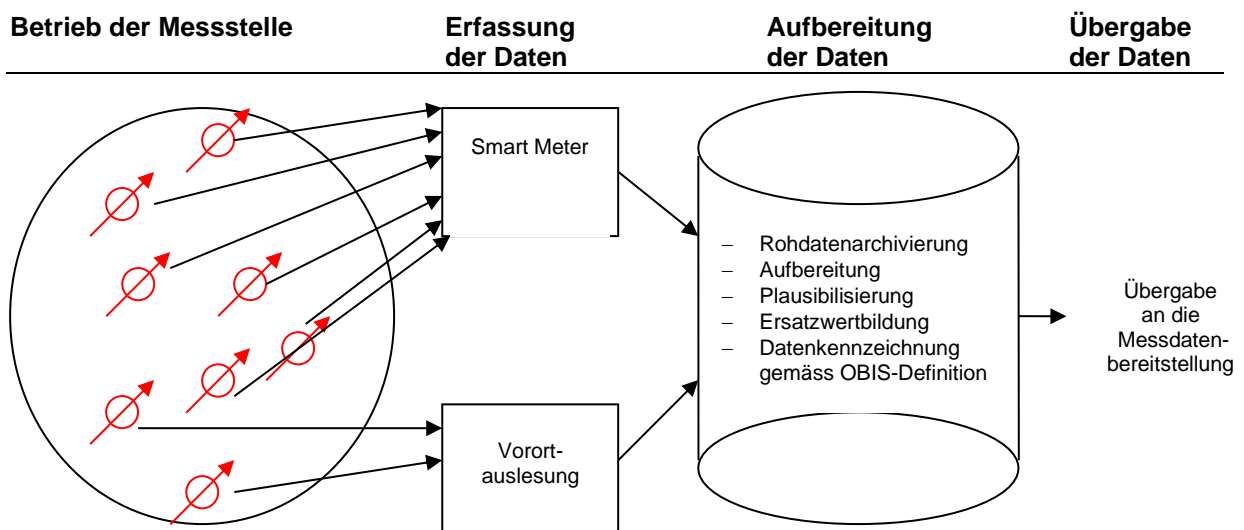 Betrieb der Messstelle
Erfassung
der Daten
Aufbereitung
der Daten
Übergabe
der Daten
Smart Meter
Vorort-
auslesung
– Rohdatenarchivierung
– Aufbereitung
– Plausibilisierung
– Ersatzwertbildung
– Datenkennzeichnung
gemäss OBIS-Definition
Übergabe
an die
Messdaten-
bereitstellung